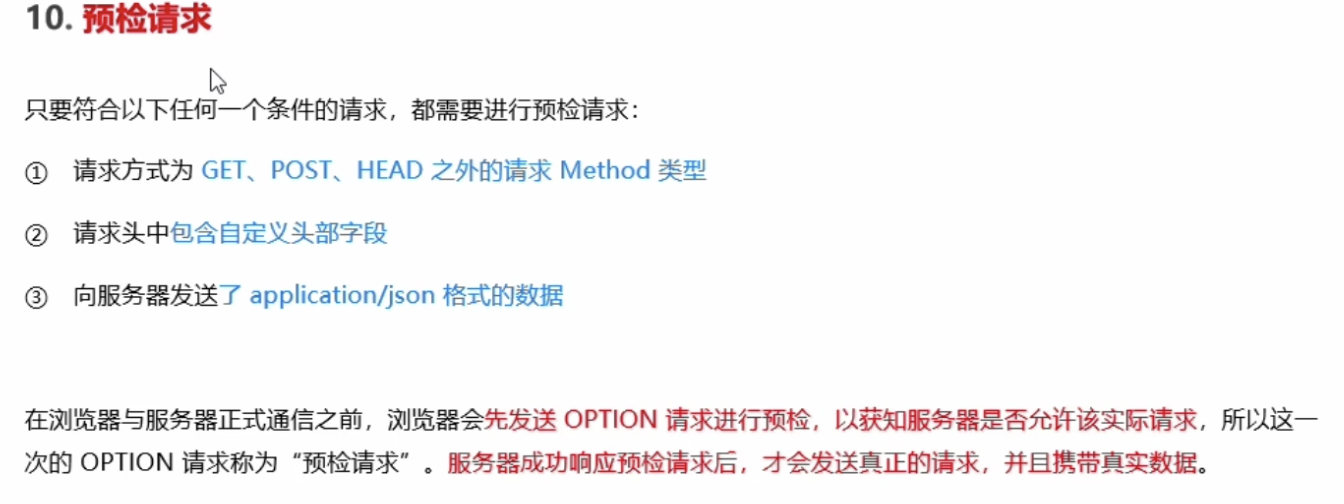 10. 预检请求
只要符合以下任何一个条件的请求，都需要进行预检请求：
① 请求方式为 GET、POST、HEAD 之外的请求 Method 类型
② 请求头中包含自定义头部字段
③ 向服务器发送了 application/json 格式的数据
在浏览器与服务器正式通信之前，浏览器会先发送 OPTION 请求进行预检，以获知服务器是否允许该实际请求，所以这一
次的 OPTION 请求称为“预检请求”。服务器成功响应预检请求后，才会发送真正的请求，并且携带真实数据。